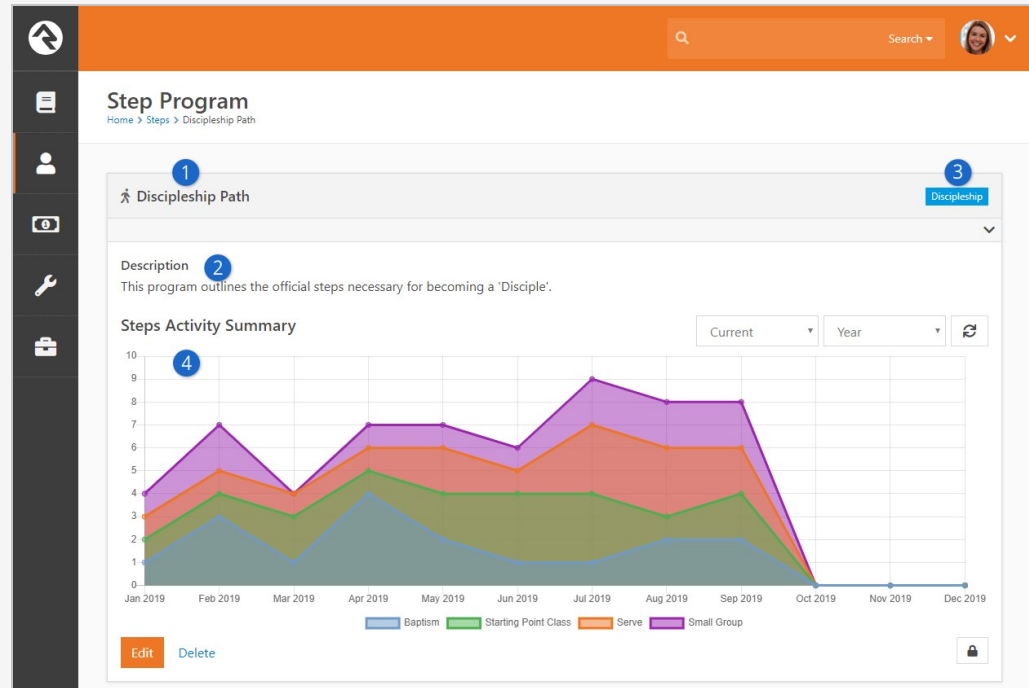 Search
Step Program
Home > Steps > Discipleship Path
1
3
Discipleship Path
Discipleship
Description 2
This program outlines the official steps necessary for becoming a 'Disciple'.
Steps Activity Summary
Current Year
4
10
9
8
7
6
5
4
3
2
1
0
Jan 2019 Feb 2019 Mar 2019 Apr 2019 May 2019 Jun 2019 Jul 2019 Aug 2019 Sep 2019 Oct 2019 Nov 2019 Dec 2019
Baptism Starting Point Class Serve Small Group
Edit Delete